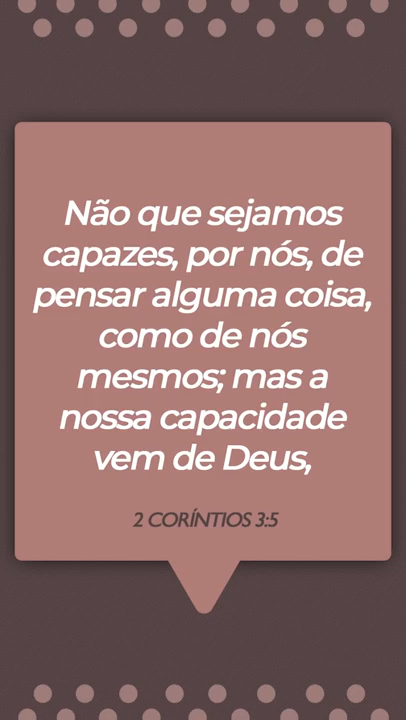 Não que sejamos
capazes, por nós, de
pensar alguma coisa,
como de nós
mesmos; mas a
nossa capacidade
vem de Deus,
2 CORÍNTIOS 3:5